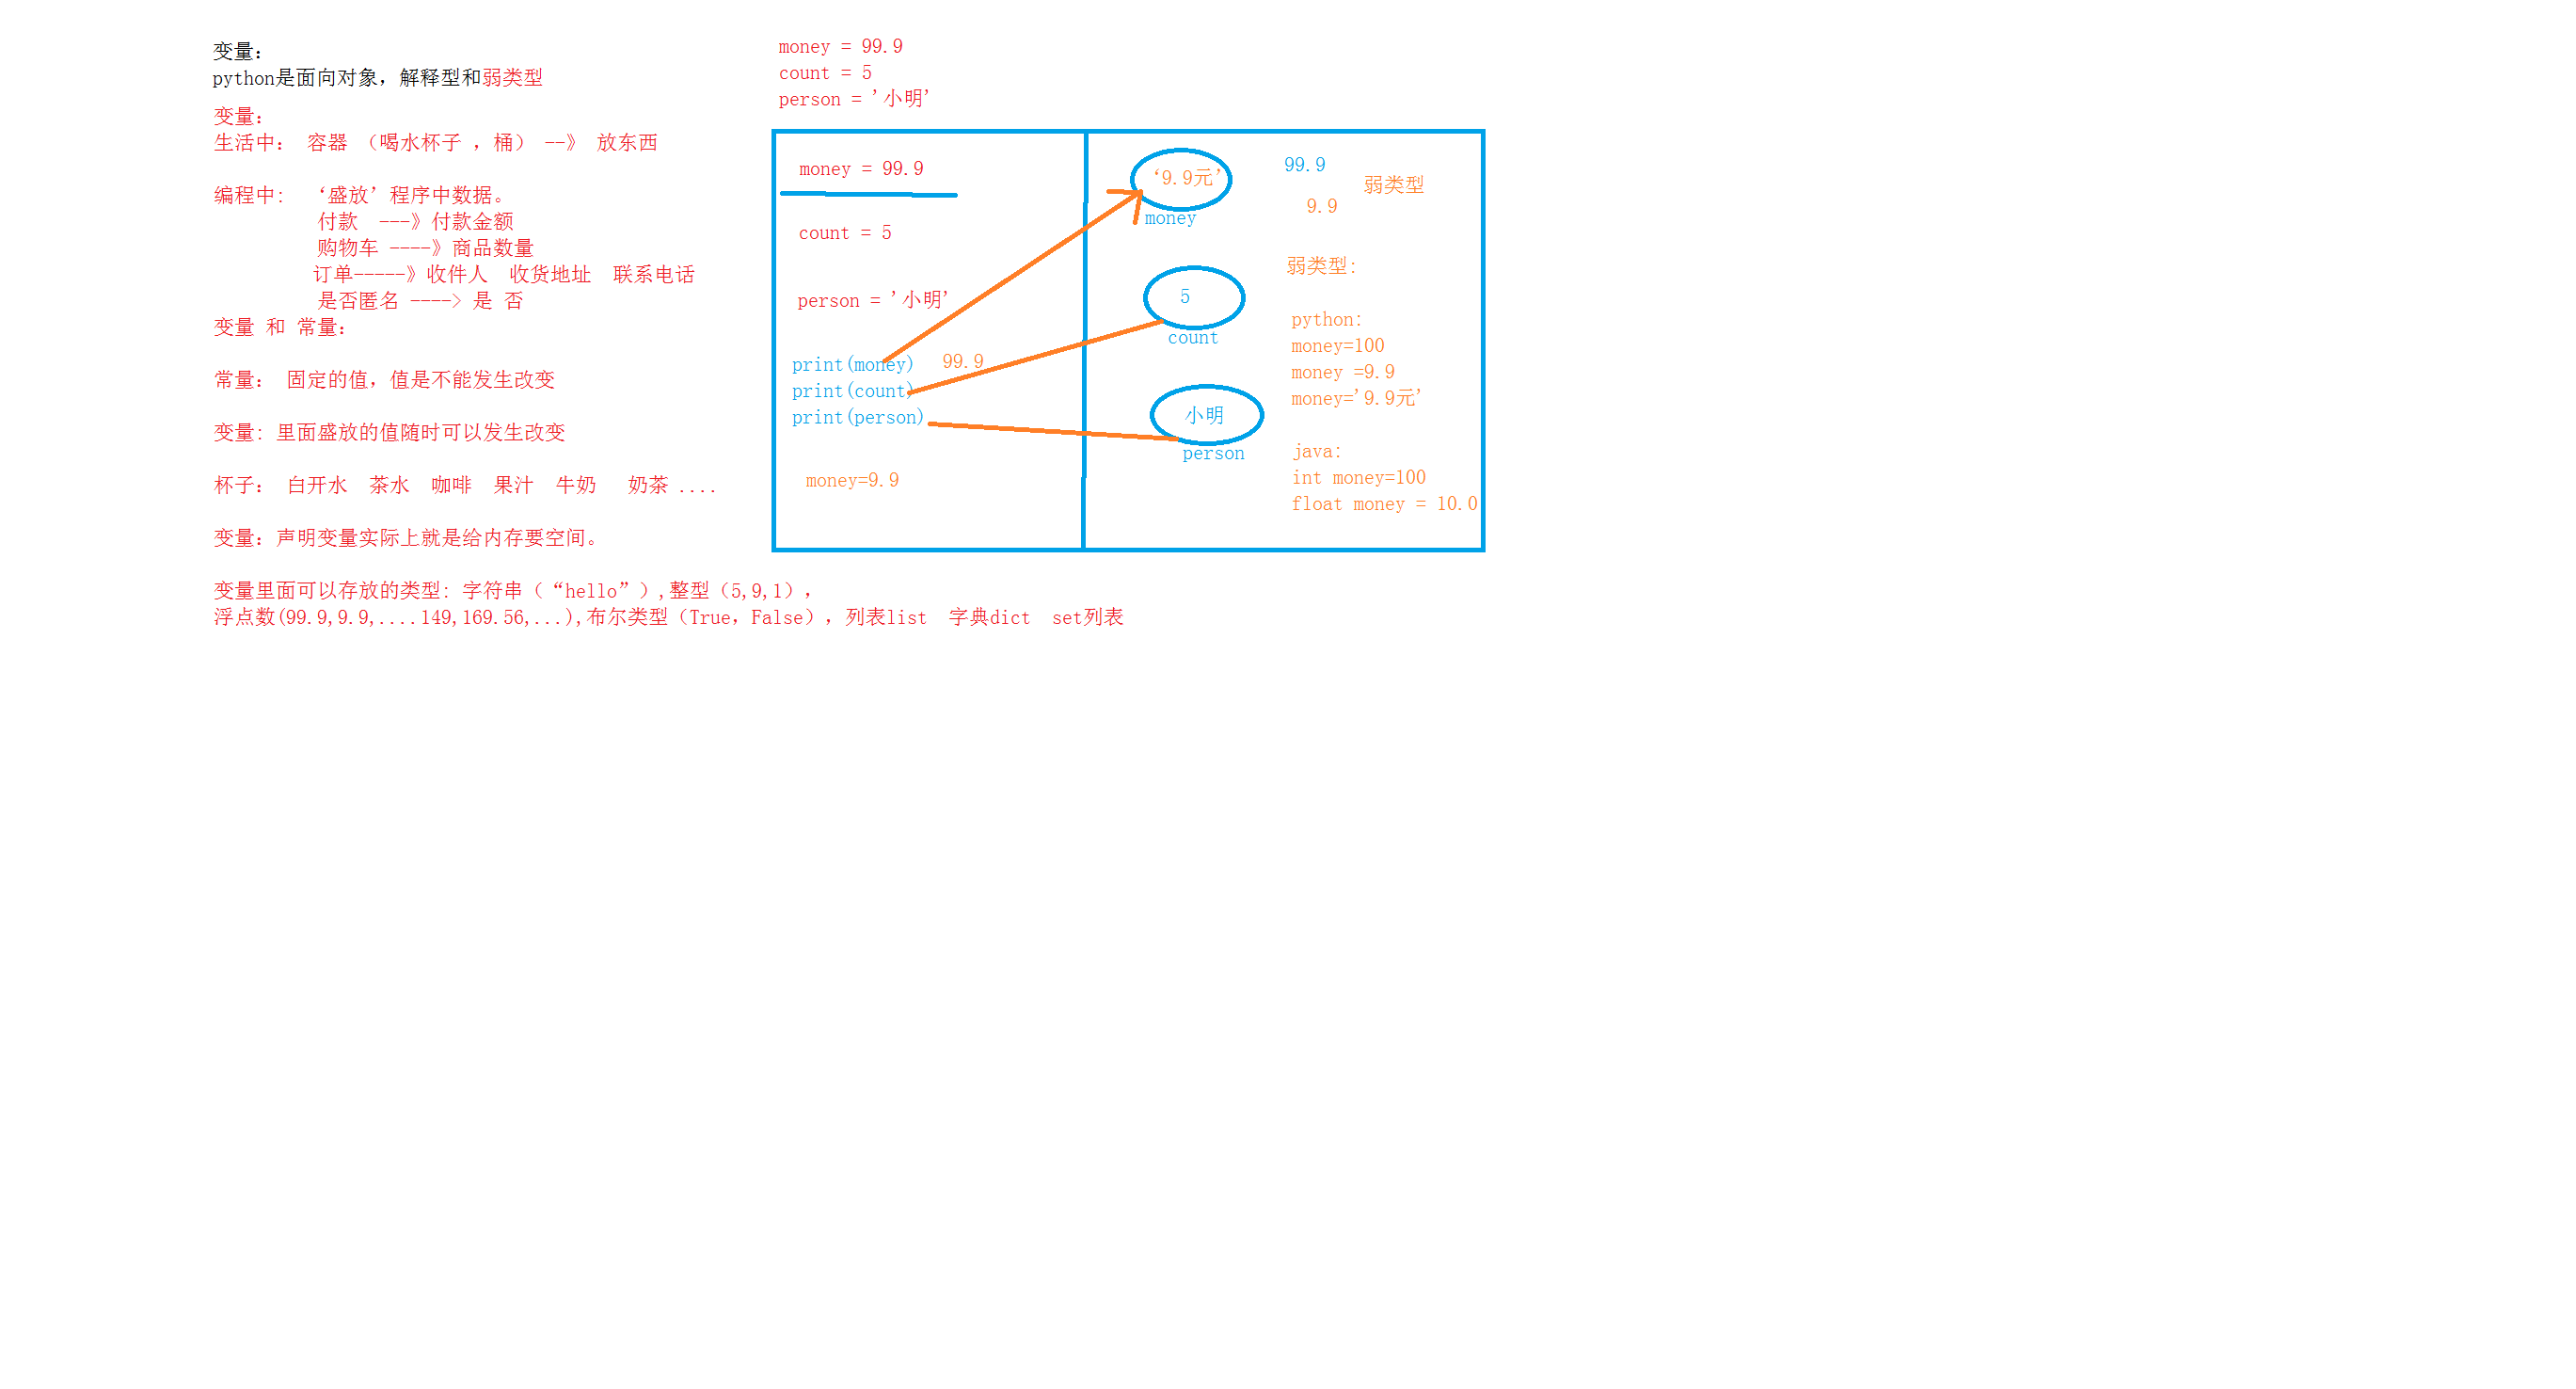 变量：
python是面向对象，解释型和弱类型
变量：
生活中： 容器 （喝水杯子 ，桶） --》 放东西
编程中： ‘盛放’程序中数据。
付款 ---》付款金额
购物车 ----》商品数量
订单-----》收件人 收货地址 联系电话
是否匿名 ----> 是 否
变量 和 常量：
常量： 固定的值，值是不能发生改变
变量：里面盛放的值随时可以发生改变
杯子： 白开水 茶水 咖啡 果汁 牛奶 奶茶 ....
变量：声明变量实际上就是给内存要空间。
变量里面可以存放的类型：字符串（“hello”）,整型（5,9,1），
浮点数(99.9,9.9,....149,169.56,...),布尔类型（True，False），列表list 字典dict set列表
money = 99.9
count = 5
person = '小明'
money = 99.9
count = 5
person = '小明'
print(money) 99.9
print(count)
print(person)
money=9.9
‘9.9元’
money
5
count
小明
person
99.9
9.9
弱类型
弱类型：
python:
money=100
money =9.9
money='9.9元'
java:
int money=100
float money = 10.0